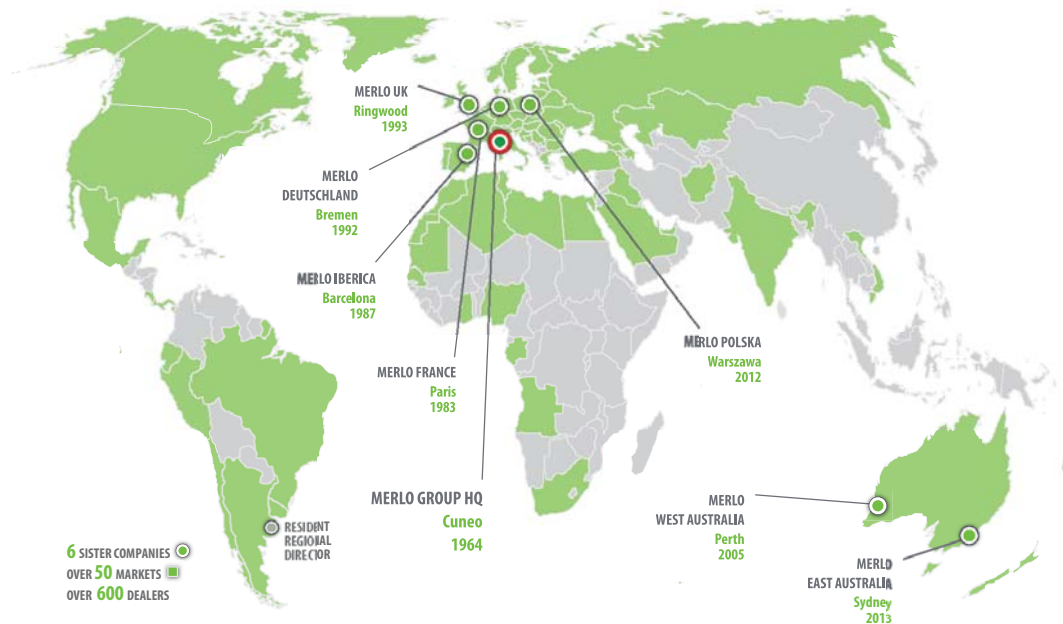 MERLO UK
Ringwood
1993
MERLO
DEUTSCHLAND
Bremen
1992
MERLO IBERICA
Barcelona
1987
MERLO FRANCE
Paris
1983
MERLO GROUP HQ
Cuneo
1964
MERLO POLSKA
Warszawa
2012
MERLO
WEST AUSTRALIA
Perth
2005
MERLO
EAST AUSTRALIA
Sydney
2013
RESIDENT
REGIONAL
DIRECTOR
6 SISTER COMPANIES
OVER 50 MARKETS
OVER 600 DEALERS